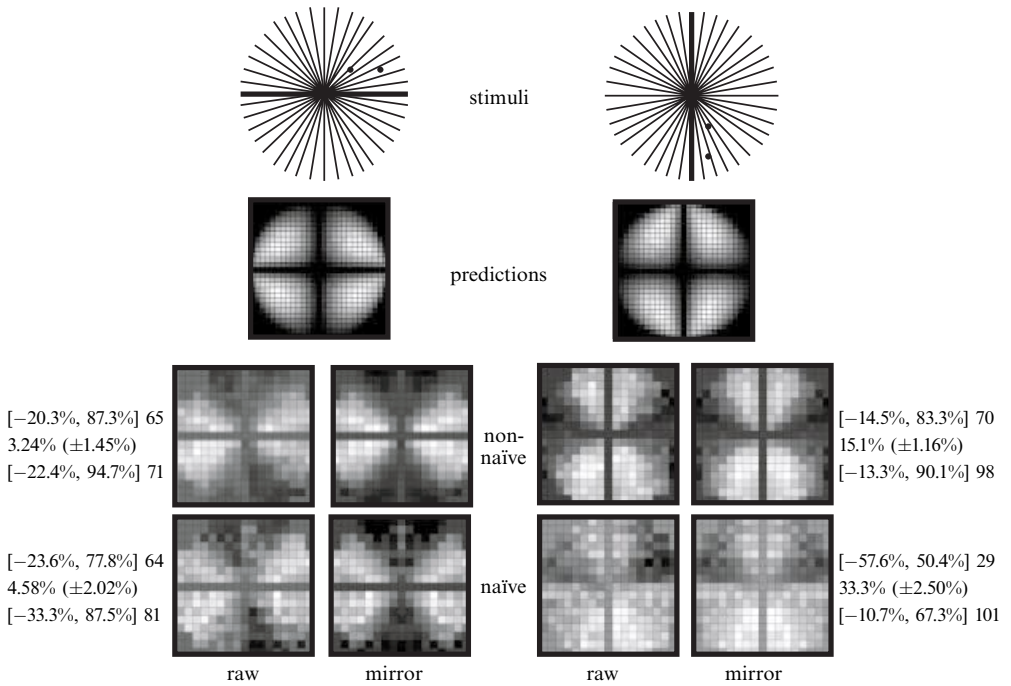 stimuli
predictions
[−20.3%, 87.3%] 65
3.24% (±1.45%)
[−22.4%, 94.7%] 71
non-
naïve
[−14.5%, 83.3%] 70
15.1% (±1.16%)
[−13.3%, 90.1%] 98
[−23.6%, 77.8%] 64
4.58% (±2.02%)
[−33.3%, 87.5%] 81
naïve
[−57.6%, 50.4%] 29
33.3% (±2.50%)
[−10.7%, 67.3%] 101
raw
mirror
raw
mirror